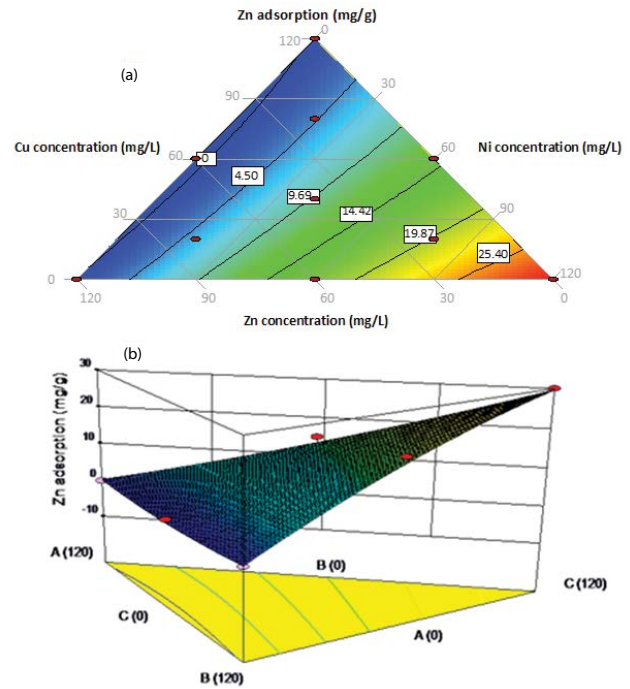 Zn adsorption (mg/g)
(a)
120
0
90
30
Cu concentration (mg/L)
Ni concentration (mg/L)
60
0
60
4.50
9.69
14.42
30
90
19.87
25.40
0
120
120
90
60
30
0
Zn concentration (mg/L)
(b)
Zn adsorption (mg/g)
30
20
10
0
-10
A (120)
B (0)
C (120)
C (0)
A (0)
B (120)